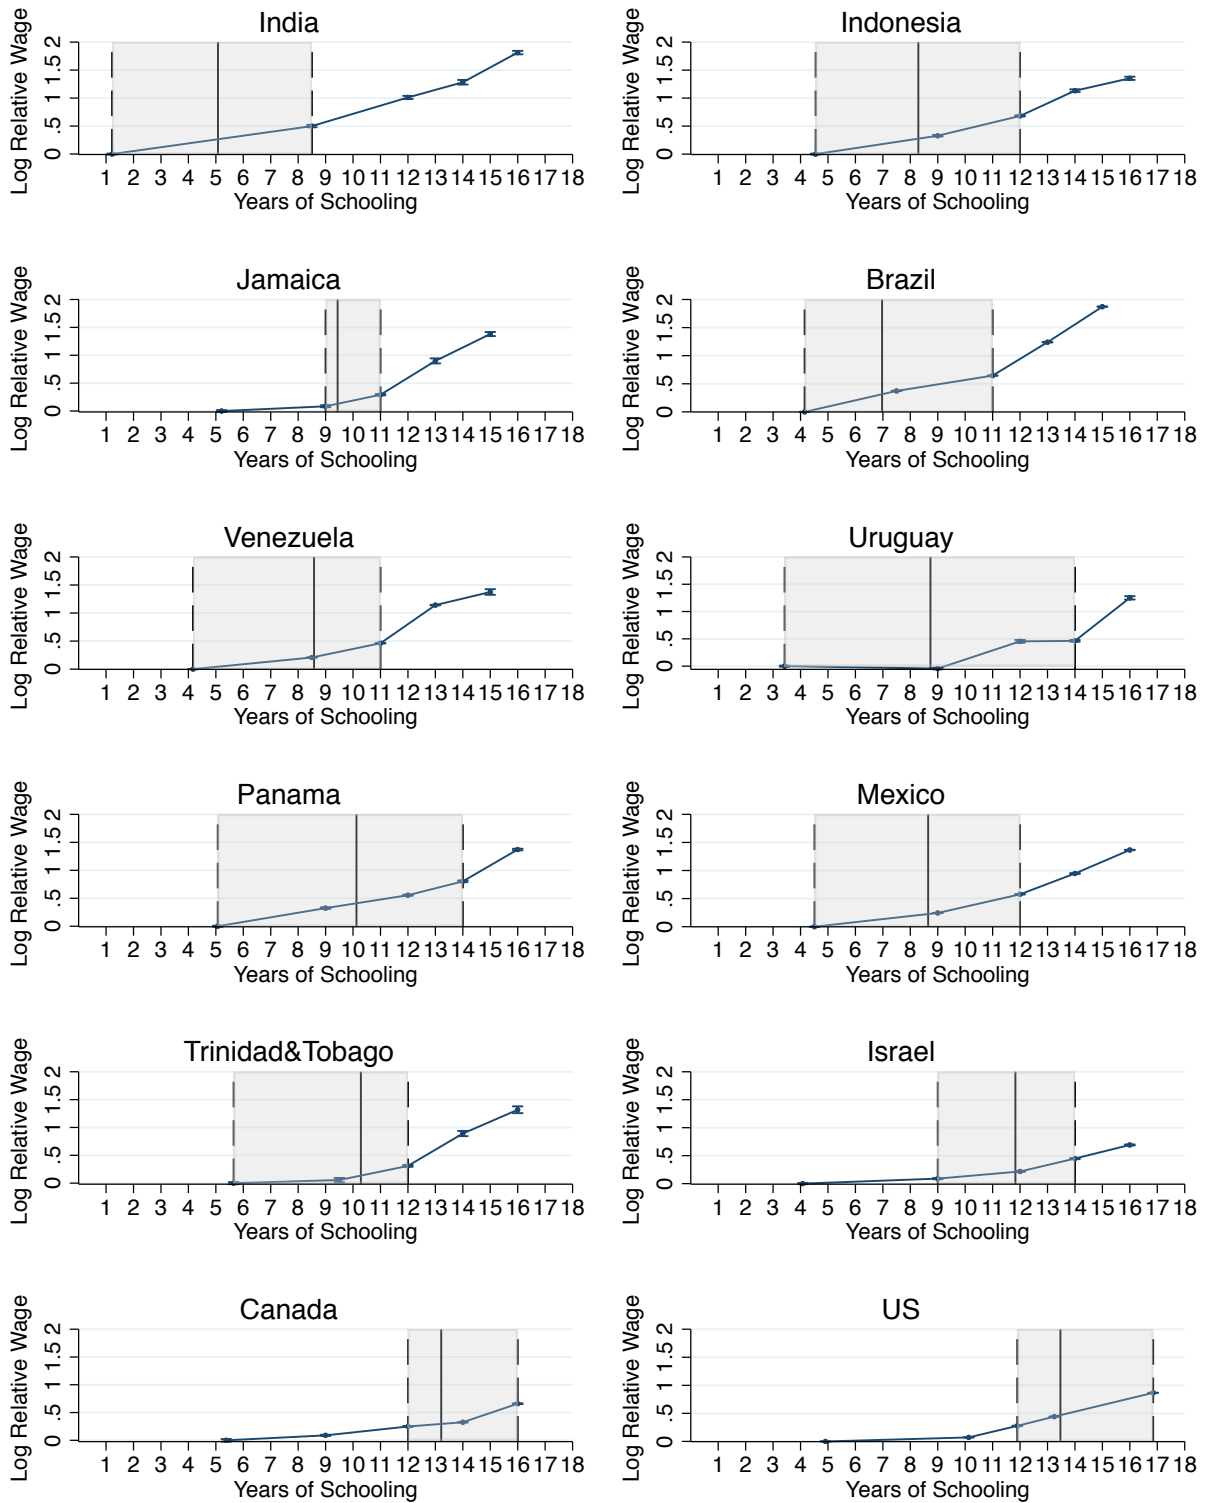 India
Log Relative Wage
0 .5 1 1.5 2
1 2 3 4 5 6 7 8 9 10 11 12 13 14 15 16 17 18
Years of Schooling
Indonesia
Log Relative Wage
0 .5 1 1.5 2
1 2 3 4 5 6 7 8 9 10 11 12 13 14 15 16 17 18
Years of Schooling
Jamaica
Log Relative Wage
0 .5 1 1.5 2
1 2 3 4 5 6 7 8 9 10 11 12 13 14 15 16 17 18
Years of Schooling
Brazil
Log Relative Wage
0 .5 1 1.5 2
1 2 3 4 5 6 7 8 9 10 11 12 13 14 15 16 17 18
Years of Schooling
Venezuela
Log Relative Wage
0 .5 1 1.5 2
1 2 3 4 5 6 7 8 9 10 11 12 13 14 15 16 17 18
Years of Schooling
Uruguay
Log Relative Wage
0 .5 1 1.5 2
1 2 3 4 5 6 7 8 9 10 11 12 13 14 15 16 17 18
Years of Schooling
Panama
Log Relative Wage
0 .5 1 1.5 2
1 2 3 4 5 6 7 8 9 10 11 12 13 14 15 16 17 18
Years of Schooling
Mexico
Log Relative Wage
0 .5 1 1.5 2
1 2 3 4 5 6 7 8 9 10 11 12 13 14 15 16 17 18
Years of Schooling
Trinidad&Tobago
Log Relative Wage
0 .5 1 1.5 2
1 2 3 4 5 6 7 8 9 10 11 12 13 14 15 16 17 18
Years of Schooling
Israel
Log Relative Wage
0 .5 1 1.5 2
1 2 3 4 5 6 7 8 9 10 11 12 13 14 15 16 17 18
Years of Schooling
Canada
Log Relative Wage
0 .5 1 1.5 2
1 2 3 4 5 6 7 8 9 10 11 12 13 14 15 16 17 18
Years of Schooling
US
Log Relative Wage
0 .5 1 1.5 2
1 2 3 4 5 6 7 8 9 10 11 12 13 14 15 16 17 18
Years of Schooling